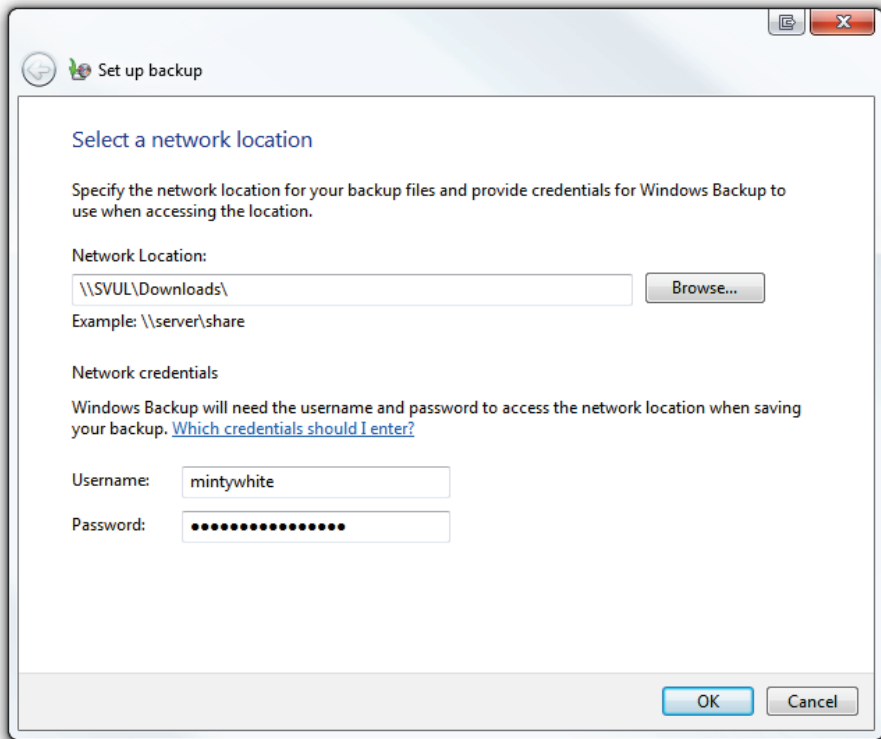 Set up backup
Select a network location
Specify the network location for your backup files and provide credentials for Windows Backup to
use when accessing the location.
Network Location:
\\SVUL\Downloads\
Browse...
Example: \\server\share
Network credentials
Windows Backup will need the username and password to access the network location when saving
your backup. Which credentials should I enter?
Username: mintywhite
Password: ●●●●●●●●●●●●●●●●
OK Cancel